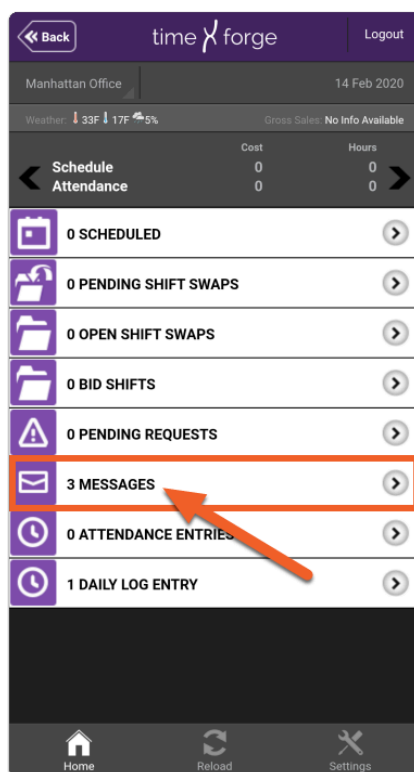 Back
time forge
Logout
Manhattan Office
14 Feb 2020
Weather: 33F 17F 5%
Gross Sales: No Info Available
Cost Hours
Schedule 0 0
Attendance 0 0
0 SCHEDULED
0 PENDING SHIFT SWAPS
0 OPEN SHIFT SWAPS
0 BID SHIFTS
0 PENDING REQUESTS
3 MESSAGES
0 ATTENDANCE ENTRIES
1 DAILY LOG ENTRY
Home Reload Settings